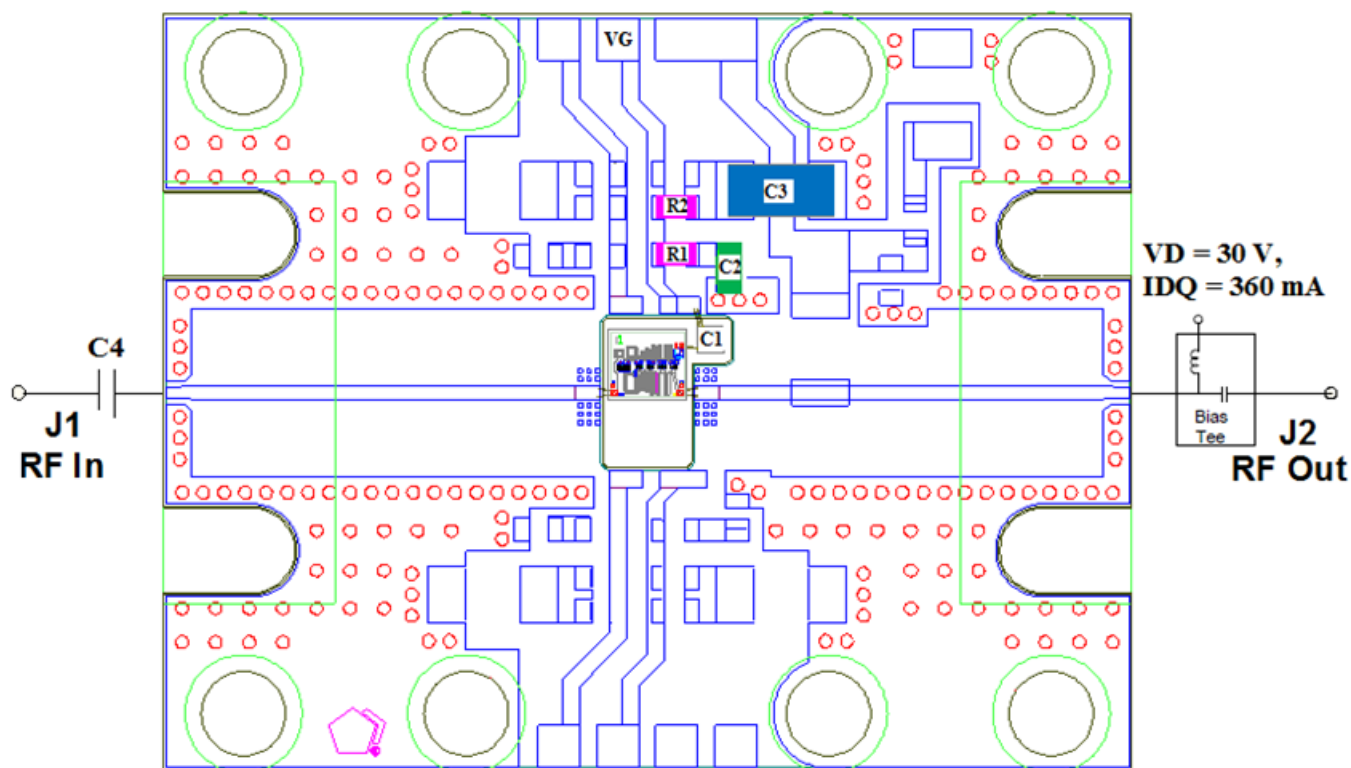 VG
C3
R2
R1
C2
C1
VD = 30 V,
IDQ = 360 mA
C4
J1
RF In
Bias
Tee
J2
RF Out